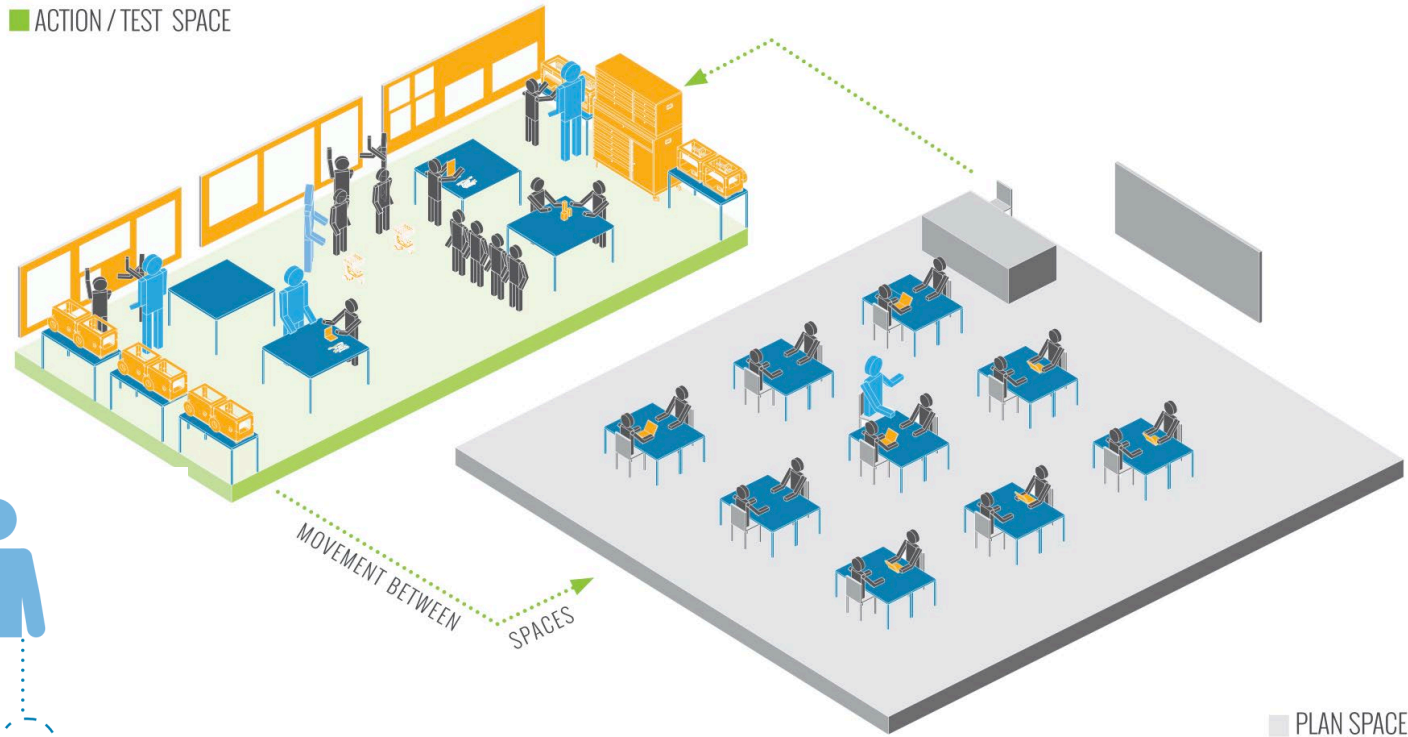 ACTION / TEST SPACE
MOVEMENT BETWEEN
SPACES
PLAN SPACE